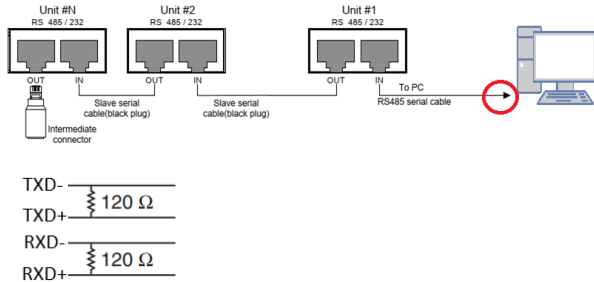 Unit #N
Unit #2
Unit #1
RS 485 / 232
RS 485 / 232
RS 485 / 232
OUT
IN
OUT
IN
OUT
IN
To PC
Slave serial
cable(black plug)
Slave serial
cable(black plug)
RS485 serial cable
Intermediate
connector
TXD-
120 Ω
TXD+
RXD-
120 Ω
RXD+